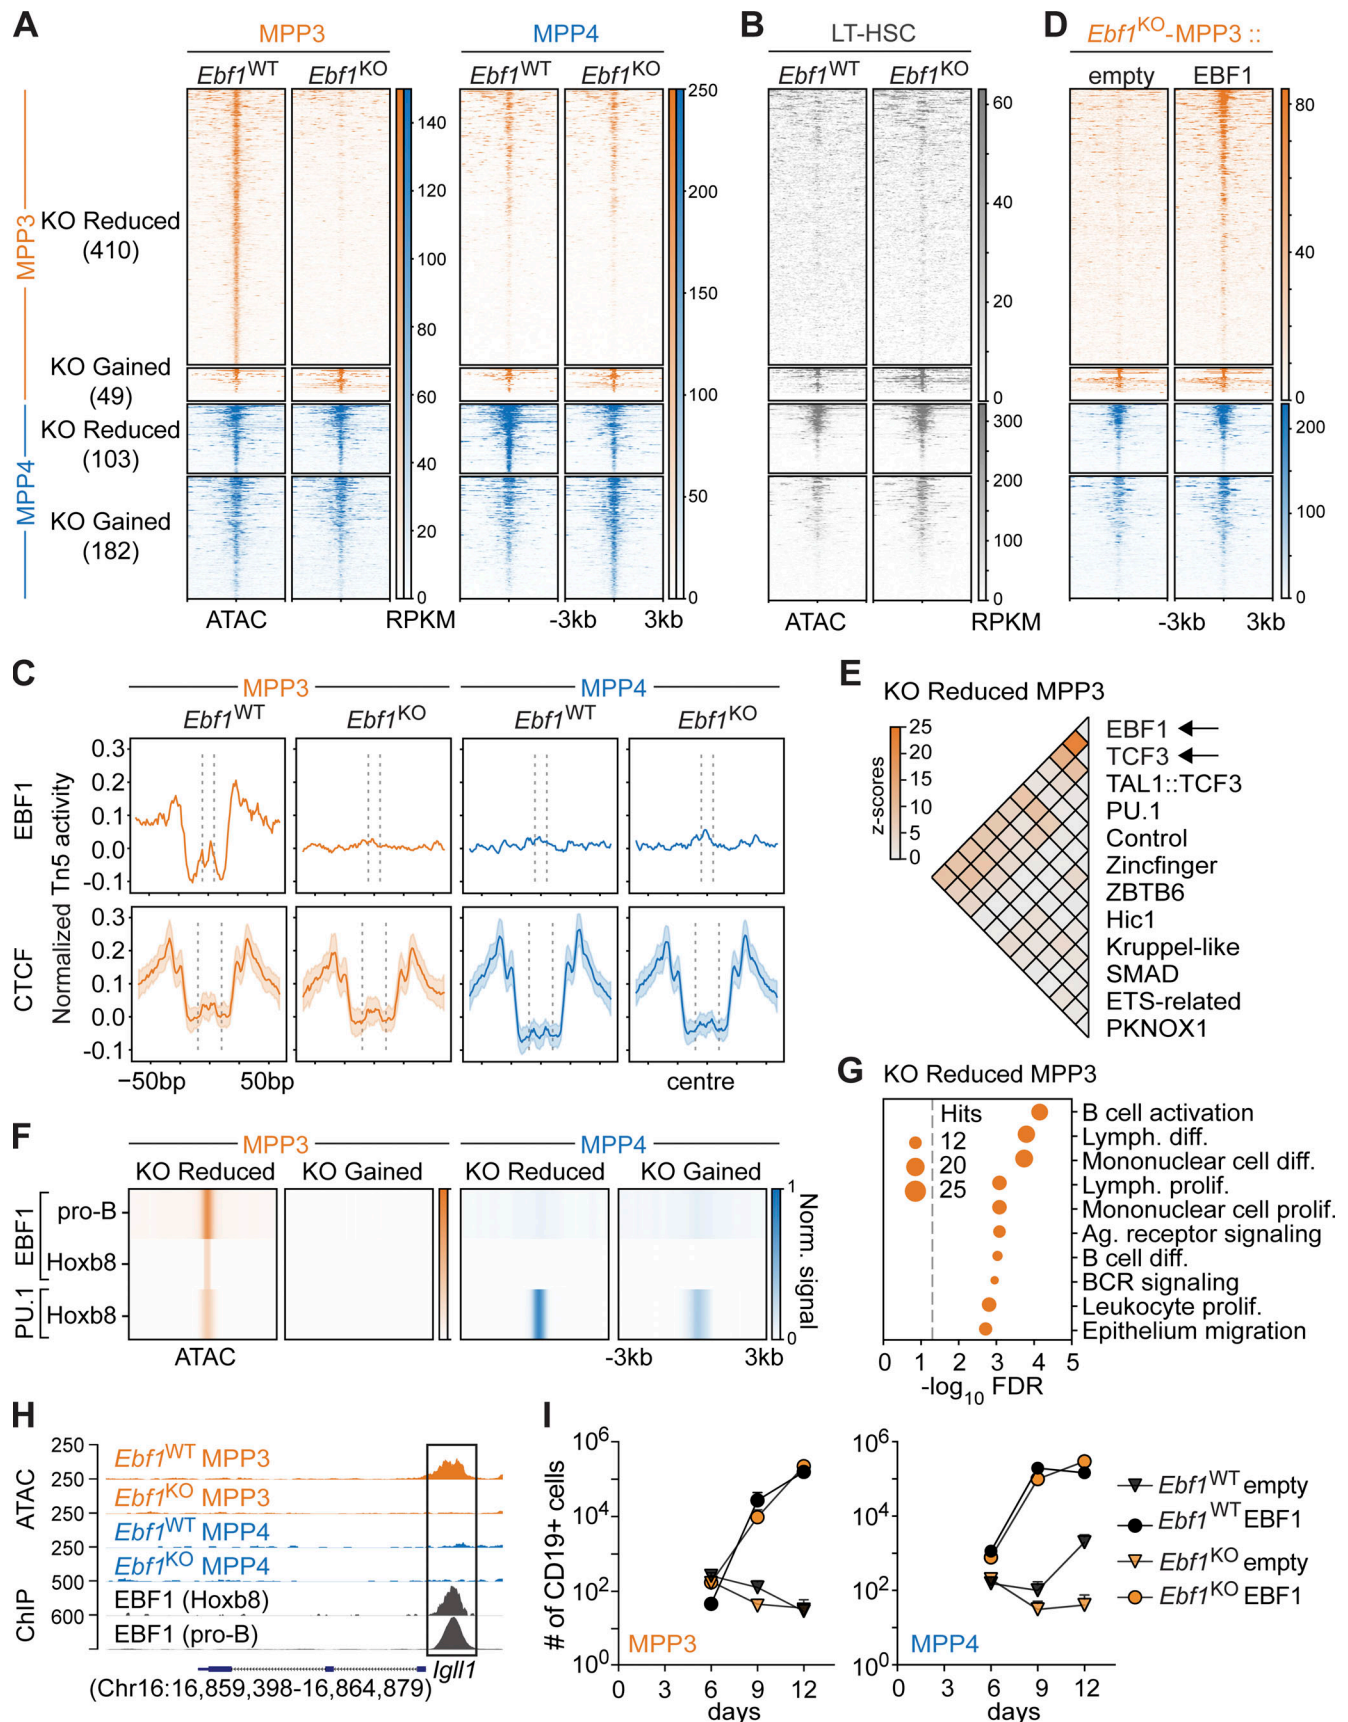 A
MPP3
MPP4
Ebf1WT Ebf1KO Ebf1WT Ebf1KO
MPP3
KO Reduced
(410)
KO Gained
(49)
MPP4
KO Reduced
(103)
KO Gained
(182)
140
120
100
80
60
40
20
0
250
200
150
100
50
0
ATAC RPKM -3kb 3kb
B
LT-HSC
Ebf1WT Ebf1KO
60
40
20
0
300
200
100
0
ATAC RPKM
D
Ebf1KO-MPP3 ::
empty EBF1
80
40
0
200
100
0
-3kb 3kb
C
MPP3 MPP4
Ebf1WT Ebf1KO Ebf1WT Ebf1KO
EBF1
CTCF
Normalized Tn5 activity
0.3
0.2
0.1
0.0
-0.1
0.3
0.2
0.1
0.0
-0.1
−50bp 50bp centre
E
KO Reduced MPP3
z-scores
25
20
15
10
5
0
EBF1
TCF3
TAL1::TCF3
PU.1
Control
Zincfinger
ZBTB6
Hic1
Kruppel-like
SMAD
ETS-related
PKNOX1
F
MPP3 MPP4
KO Reduced KO Gained KO Reduced KO Gained
EBF1
pro-B
Hoxb8
PU.1
Hoxb8
1
0
Norm. signal
ATAC -3kb 3kb
G
KO Reduced MPP3
Hits
12
20
25
B cell activation
Lymph. diff.
Mononuclear cell diff.
Lymph. prolif.
Mononuclear cell prolif.
Ag. receptor signaling
B cell diff.
BCR signaling
Leukocyte prolif.
Epithelium migration
0 1 2 3 4 5
-log10 FDR
H
ATAC
ChIP
250
250
250
500
600
Ebf1WT MPP3
Ebf1KO MPP3
Ebf1WT MPP4
Ebf1KO MPP4
EBF1 (Hoxb8)
EBF1 (pro-B)
Igll1
(Chr16:16,859,398-16,864,879)
I
# of CD19+ cells
106
104
102
100
MPP3
0 3 6 9 12
days
106
104
102
100
MPP4
0 3 6 9 12
days
Ebf1WT empty
Ebf1WT EBF1
Ebf1KO empty
Ebf1KO EBF1